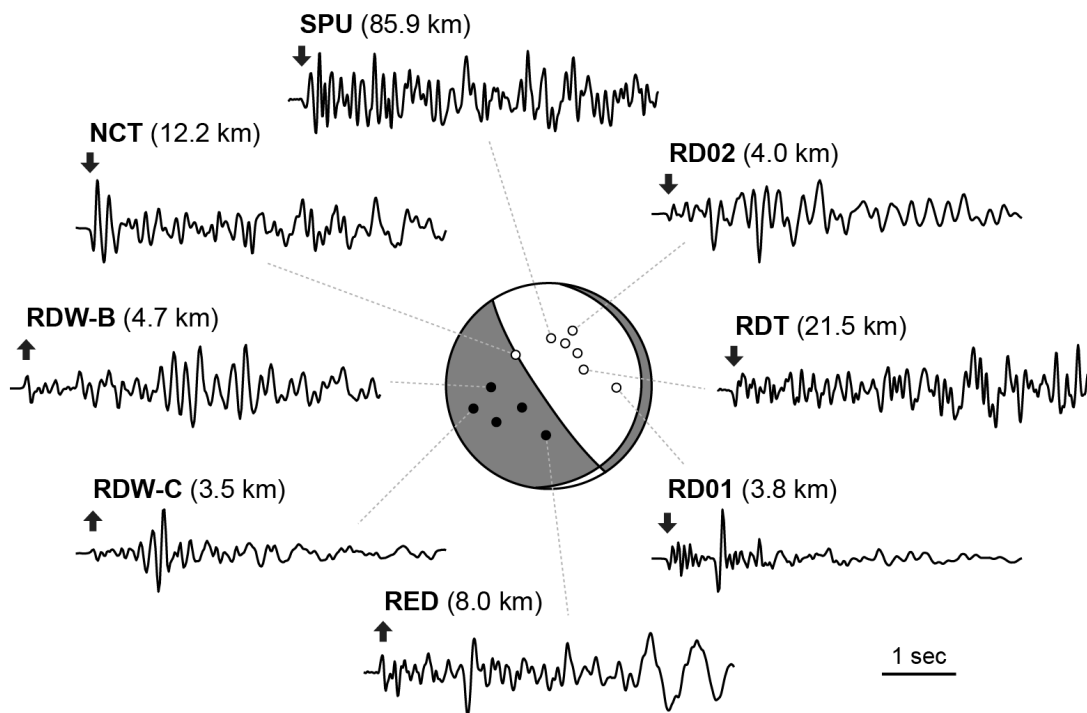 SPU (85.9 km)
NCT (12.2 km)
RD02 (4.0 km)
RDW-B (4.7 km)
RDT (21.5 km)
RDW-C (3.5 km)
RD01 (3.8 km)
RED (8.0 km)
1 sec